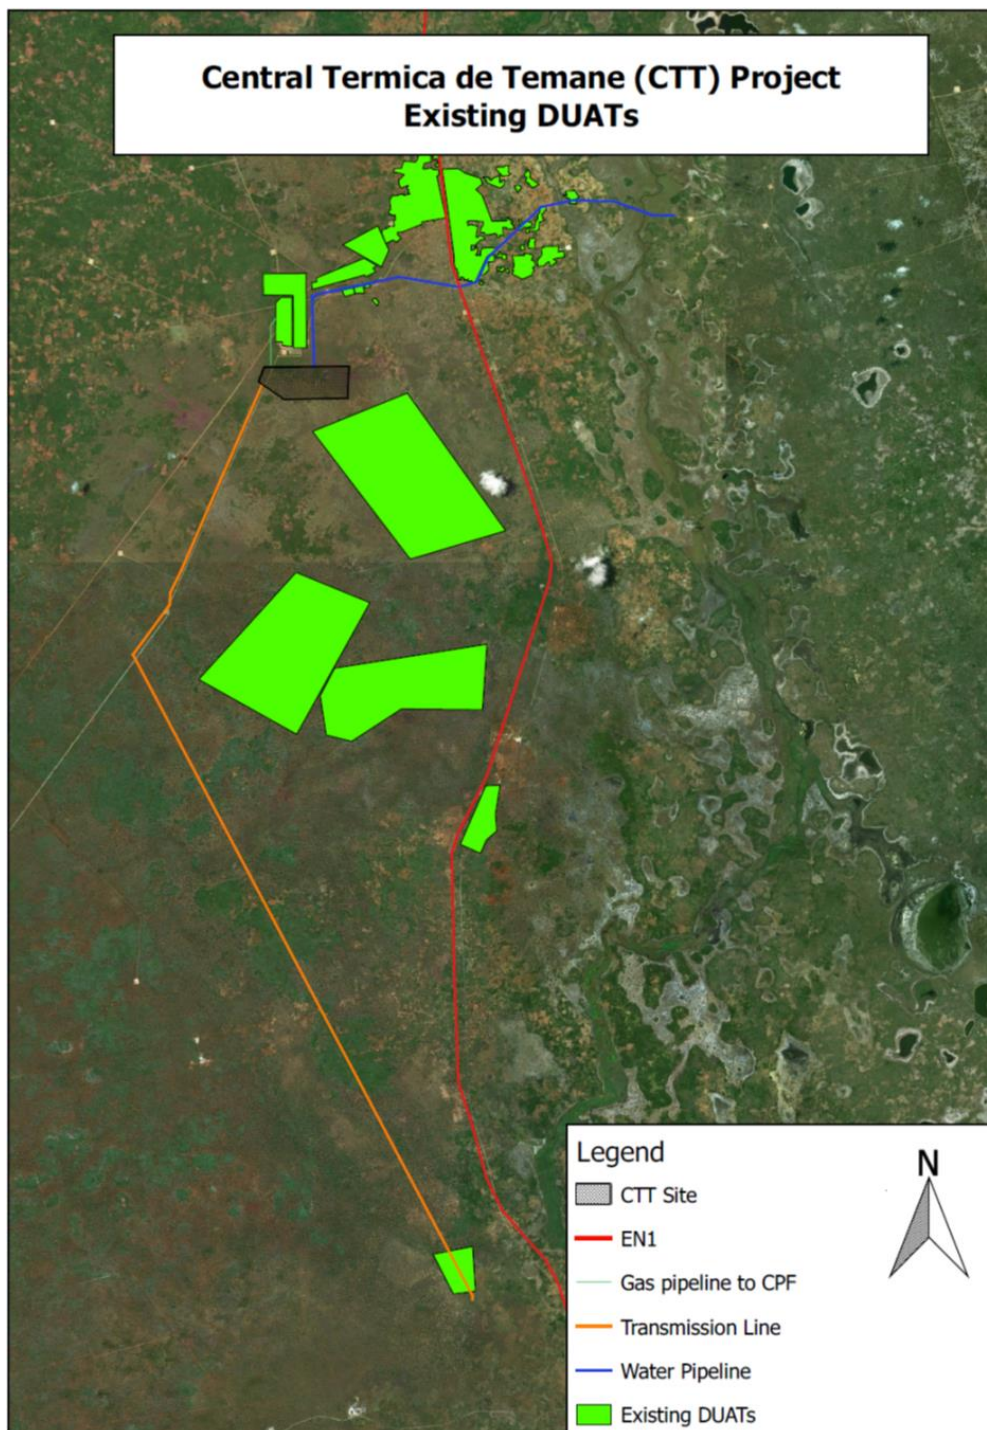 Central Termica de Temane (CTT) Project
Existing DUATs
Legend
N
CTT Site
EN1
Gas pipeline to CPF
Transmission Line
Water Pipeline
Existing DUATs